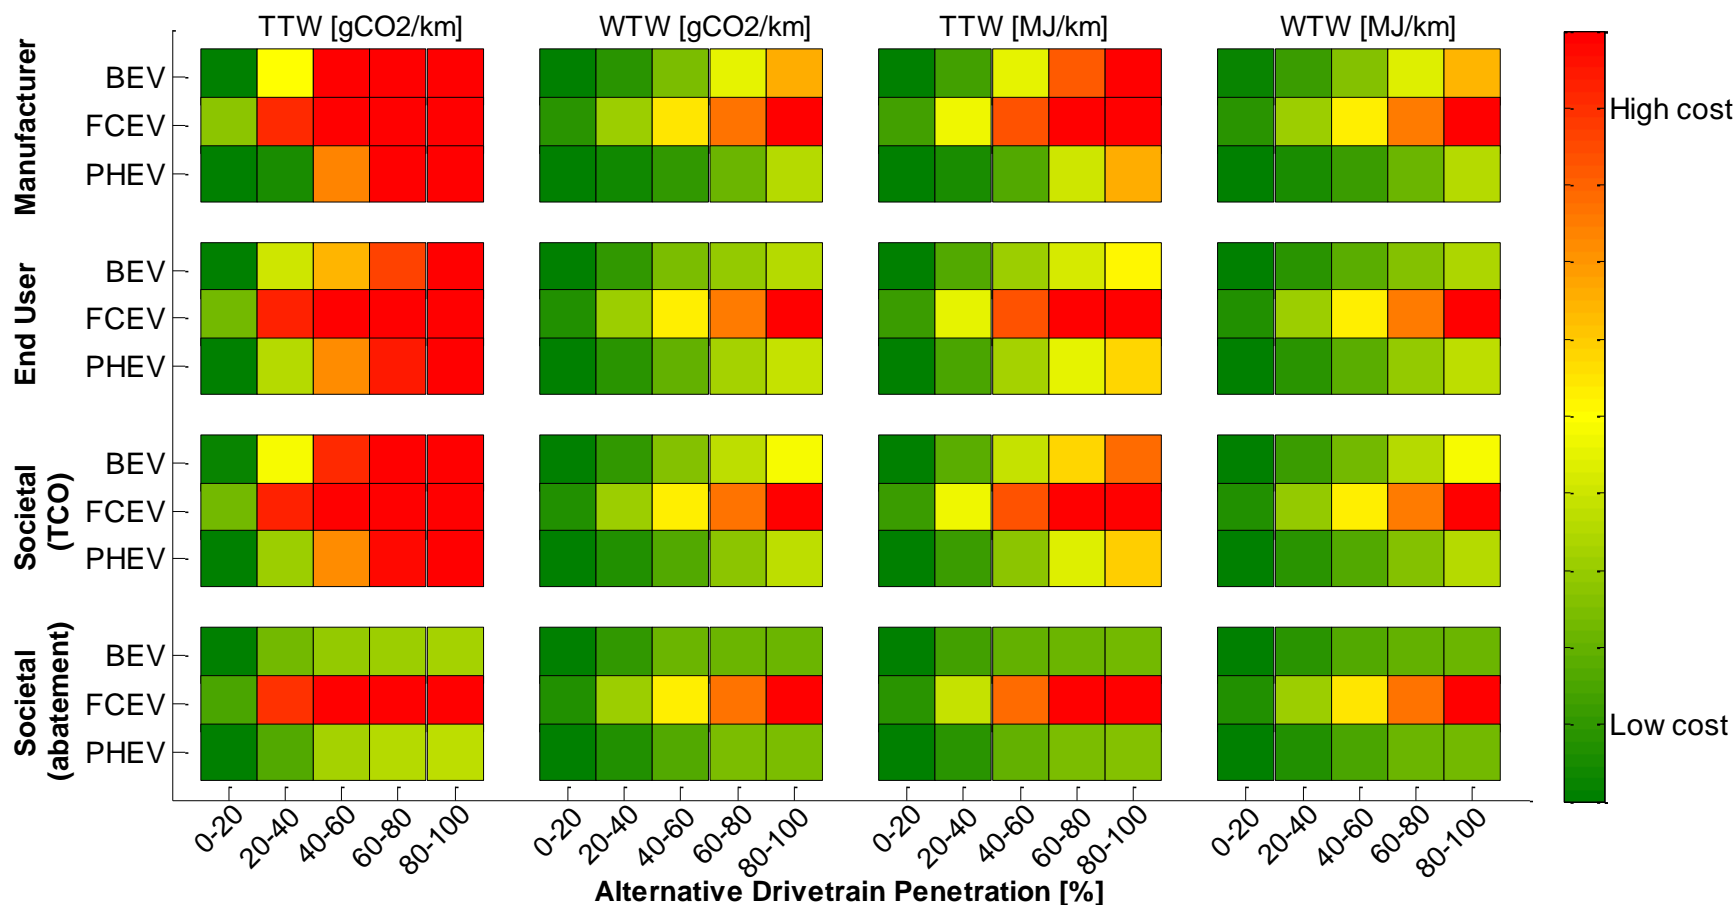 TTW [gCO2/km] WTW [gCO2/km] TTW [MJ/km] WTW [MJ/km]
Manufacturer
BEV
FCEV
PHEV
End User
BEV
FCEV
PHEV
Societal
(TCO)
BEV
FCEV
PHEV
Societal
(abatement)
BEV
FCEV
PHEV
High cost
Low cost
0-20 20-40 40-60 60-80 80-100 0-20 20-40 40-60 60-80 80-100 0-20 20-40 40-60 60-80 80-100 0-20 20-40 40-60 60-80 80-100
Alternative Drivetrain Penetration [%]